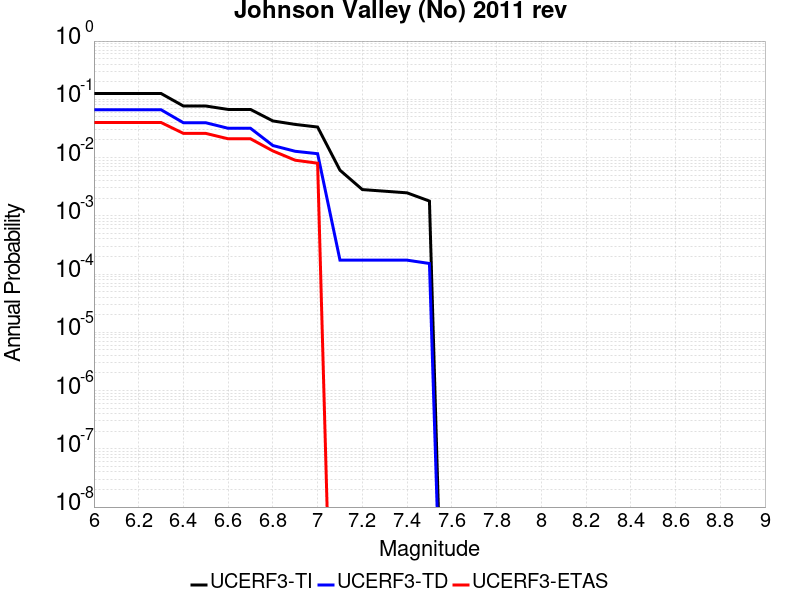 Johnson Valley (No) 2011 rev
10^0
10^-1
10^-2
10^-3
10^-4
10^-5
10^-6
10^-7
10^-8
Annual Probability
6 6.2 6.4 6.6 6.8 7 7.2 7.4 7.6 7.8 8 8.2 8.4 8.6 8.8 9
Magnitude
UCERF3-TI UCERF3-TD UCERF3-ETAS